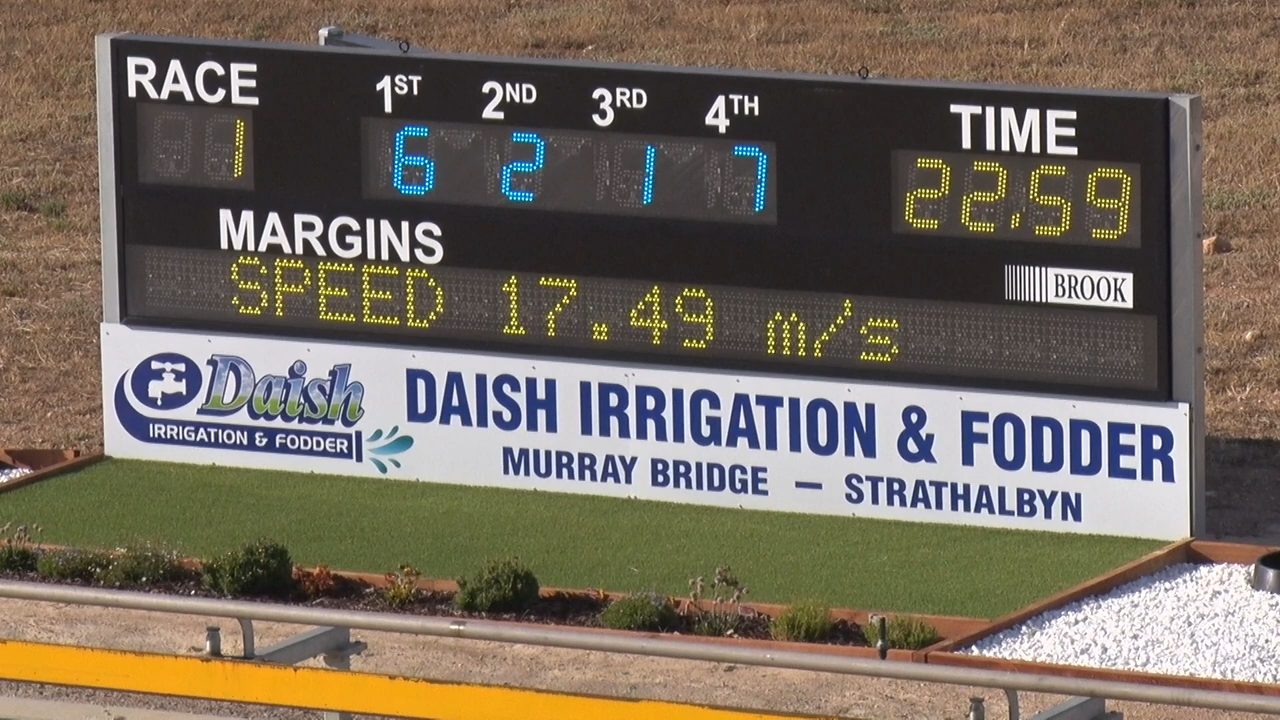 RACE 1ST 2ND 3RD 4TH TIME
1 6 2 1 7 22.59
MARGINS
BROOK
SPEED 17.49 m/s
Daish
IRRIGATION & FODDER
DAISH IRRIGATION & FODDER
MURRAY BRIDGE – STRATHALBYN